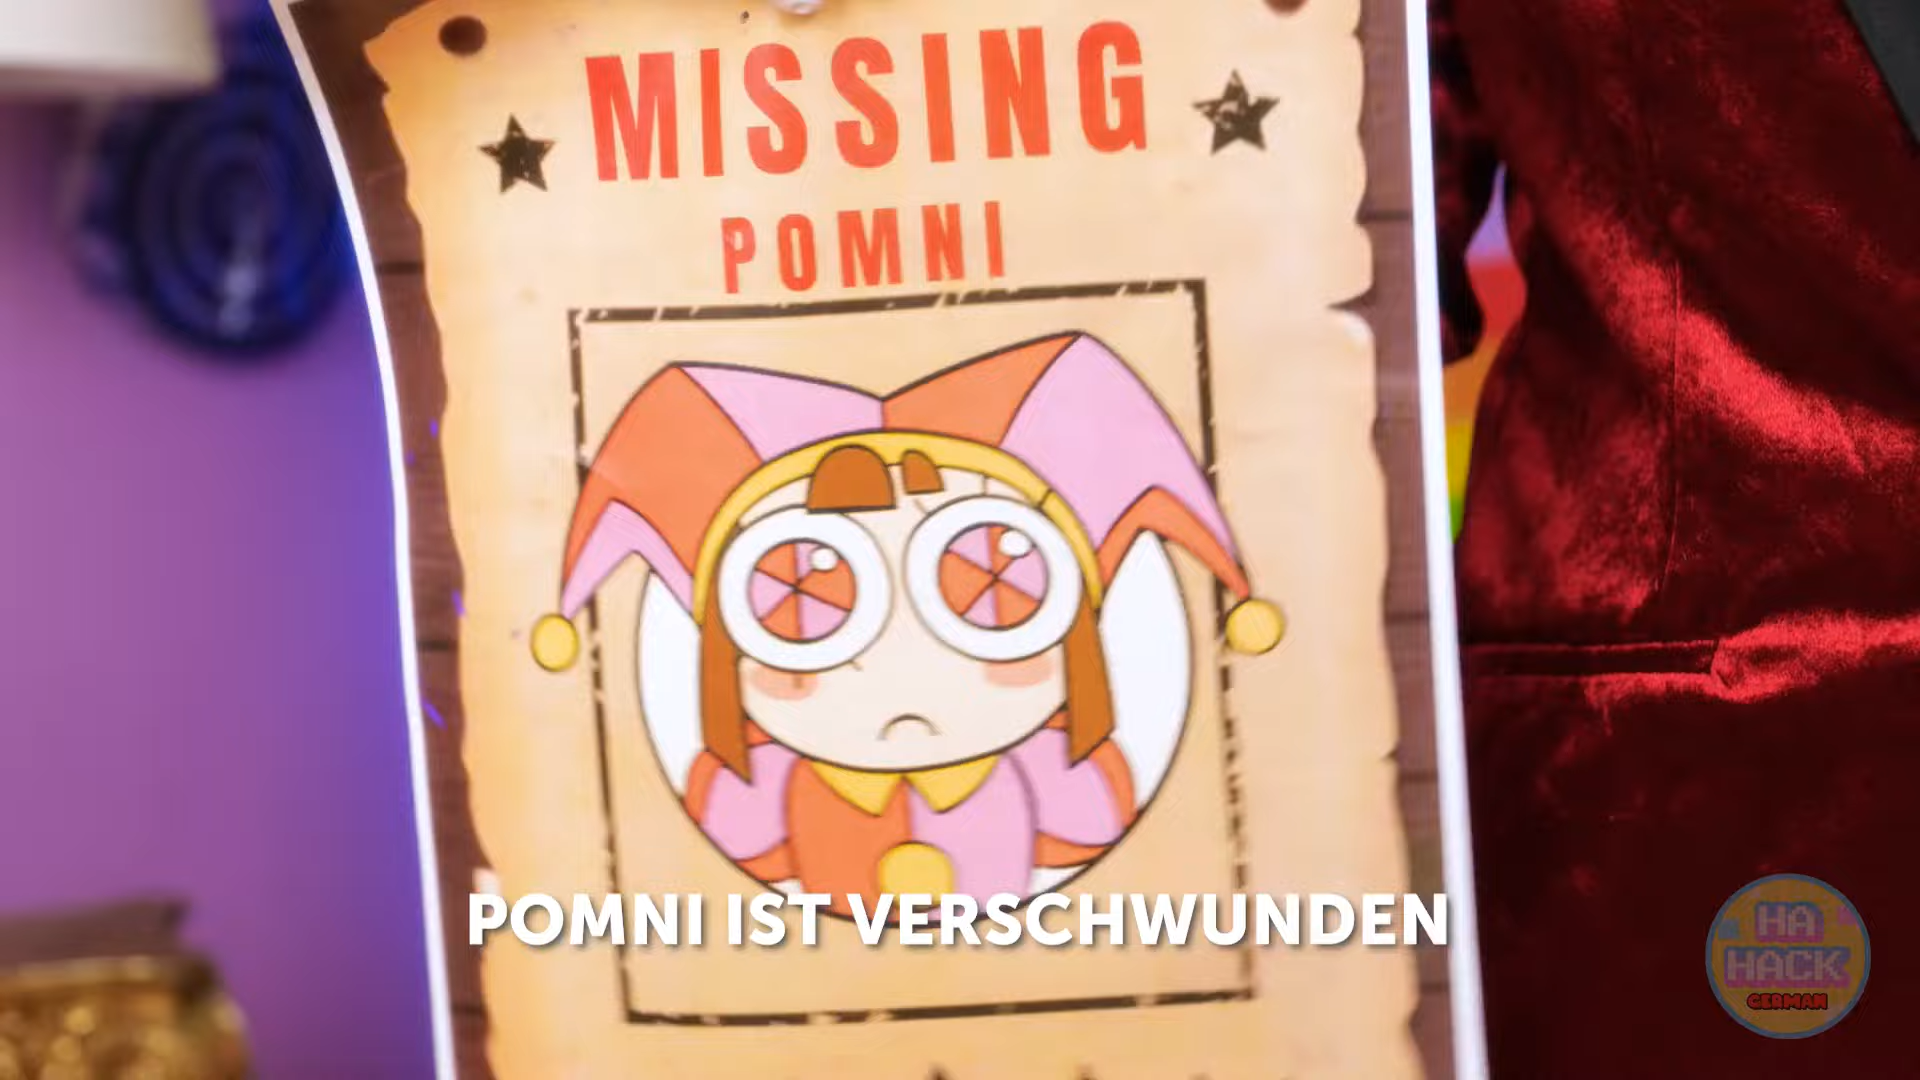 MISSING
POMNI
POMNI IST VERSCHWUNDEN
HA
HACK
GERMAN